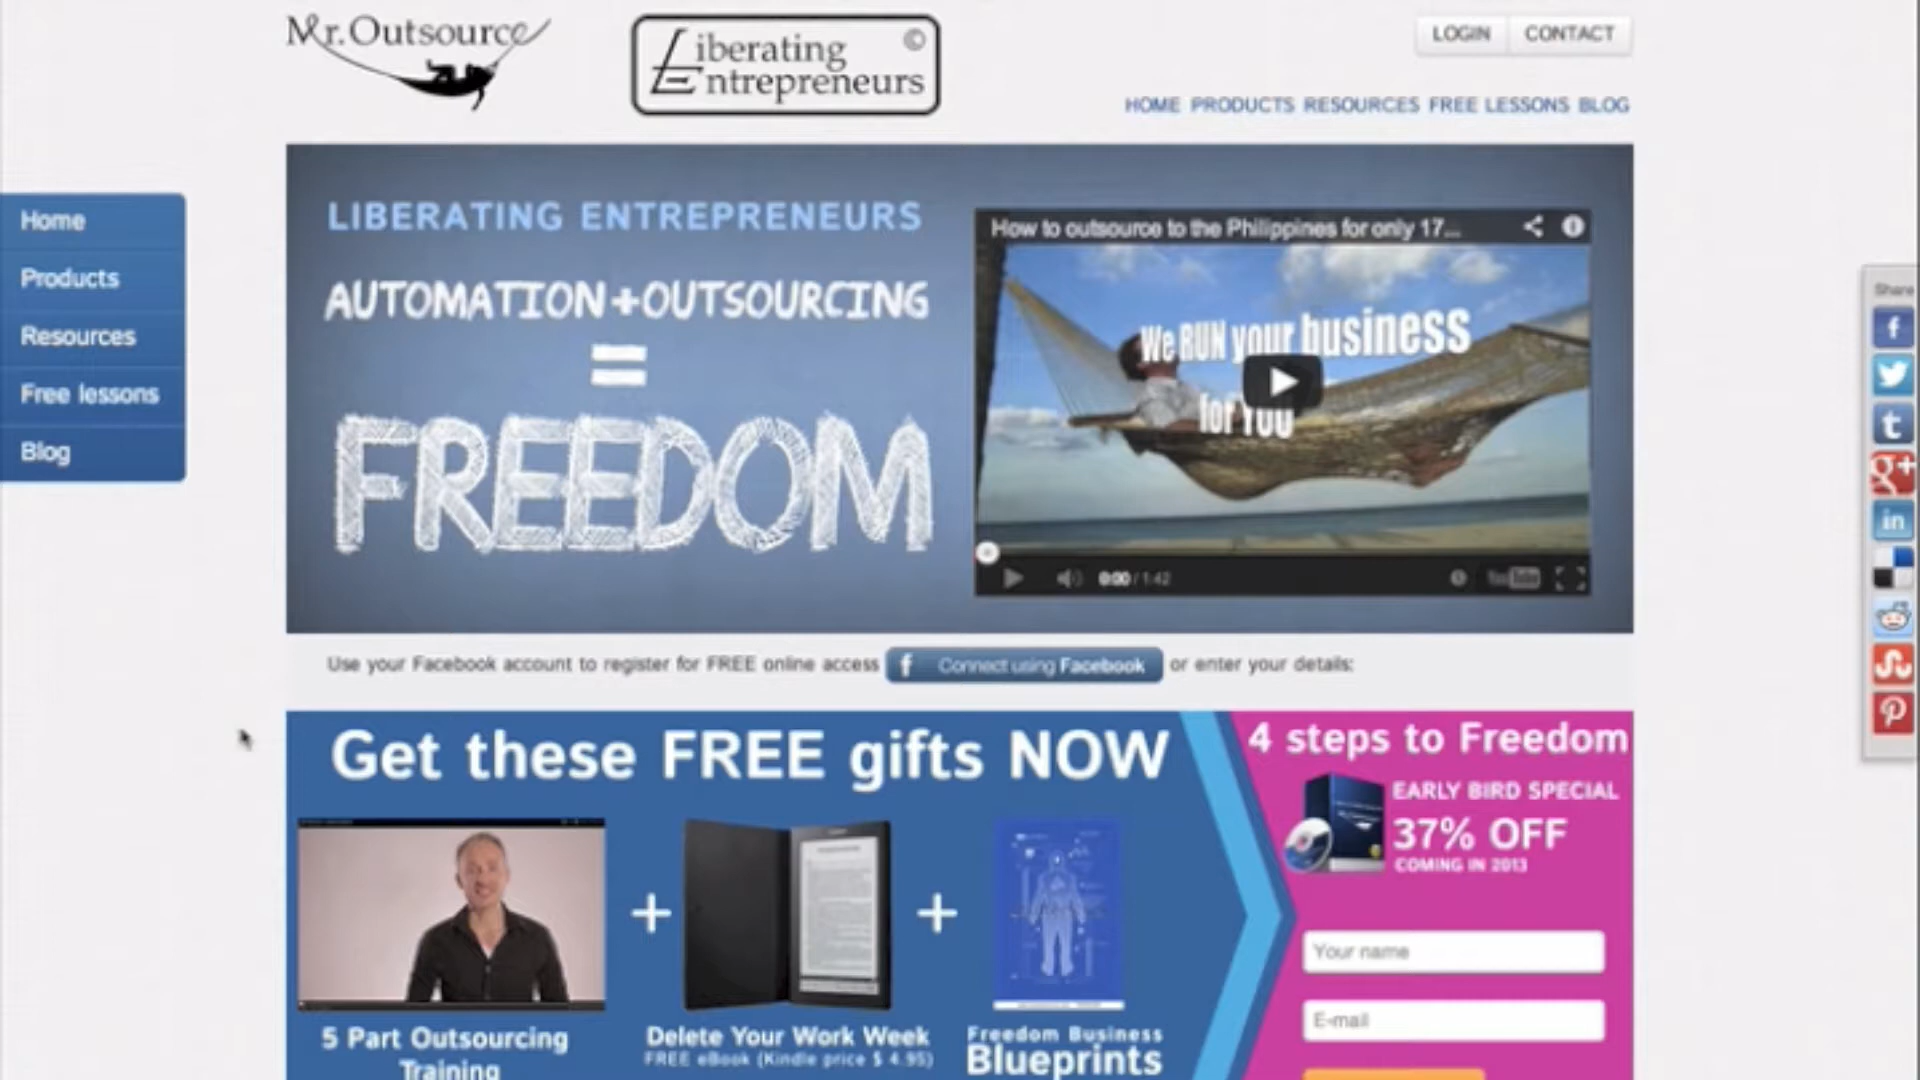 Mr. Outsource
Liberating Entrepreneurs ©
LOGIN CONTACT
HOME PRODUCTS RESOURCES FREE LESSONS BLOG
Home
Products
Resources
Free lessons
Blog
LIBERATING ENTREPRENEURS
AUTOMATION+OUTSOURCING
=
FREEDOM
How to outsource to the Philippines for only 17...
We RUN your business
for YOU
0:00 / 1:42
YouTube
Share
Use your Facebook account to register for FREE online access
Connect using Facebook
or enter your details:
Get these FREE gifts NOW
5 Part Outsourcing
Training
+
Delete Your Work Week
FREE eBook (Kindle price $ 4.95)
+
Freedom Business
Blueprints
4 steps to Freedom
EARLY BIRD SPECIAL
37% OFF
COMING IN 2013
Your name
E-mail